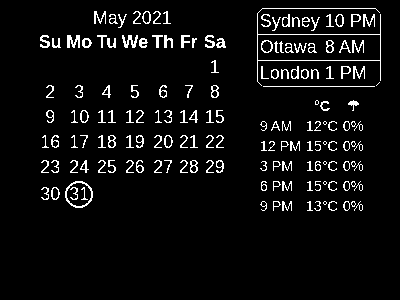 May 2021
Su Mo Tu We Th Fr Sa
1
2 3 4 5 6 7 8
9 10 11 12 13 14 15
16 17 18 19 20 21 22
23 24 25 26 27 28 29
30 31
Sydney 10 PM
Ottawa 8 AM
London 1 PM
°C ☂
9 AM 12°C 0%
12 PM 15°C 0%
3 PM 16°C 0%
6 PM 15°C 0%
9 PM 13°C 0%